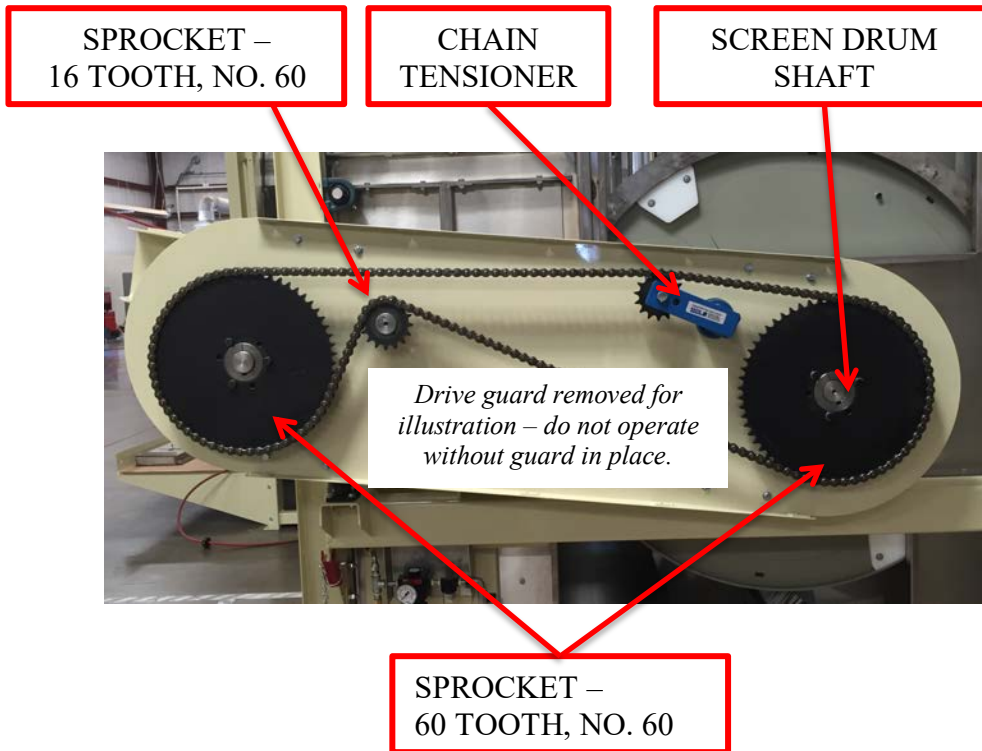 SPROCKET –
16 TOOTH, NO. 60
CHAIN
TENSIONER
SCREEN DRUM
SHAFT
Drive guard removed for
illustration – do not operate
without guard in place.
SPROCKET –
60 TOOTH, NO. 60